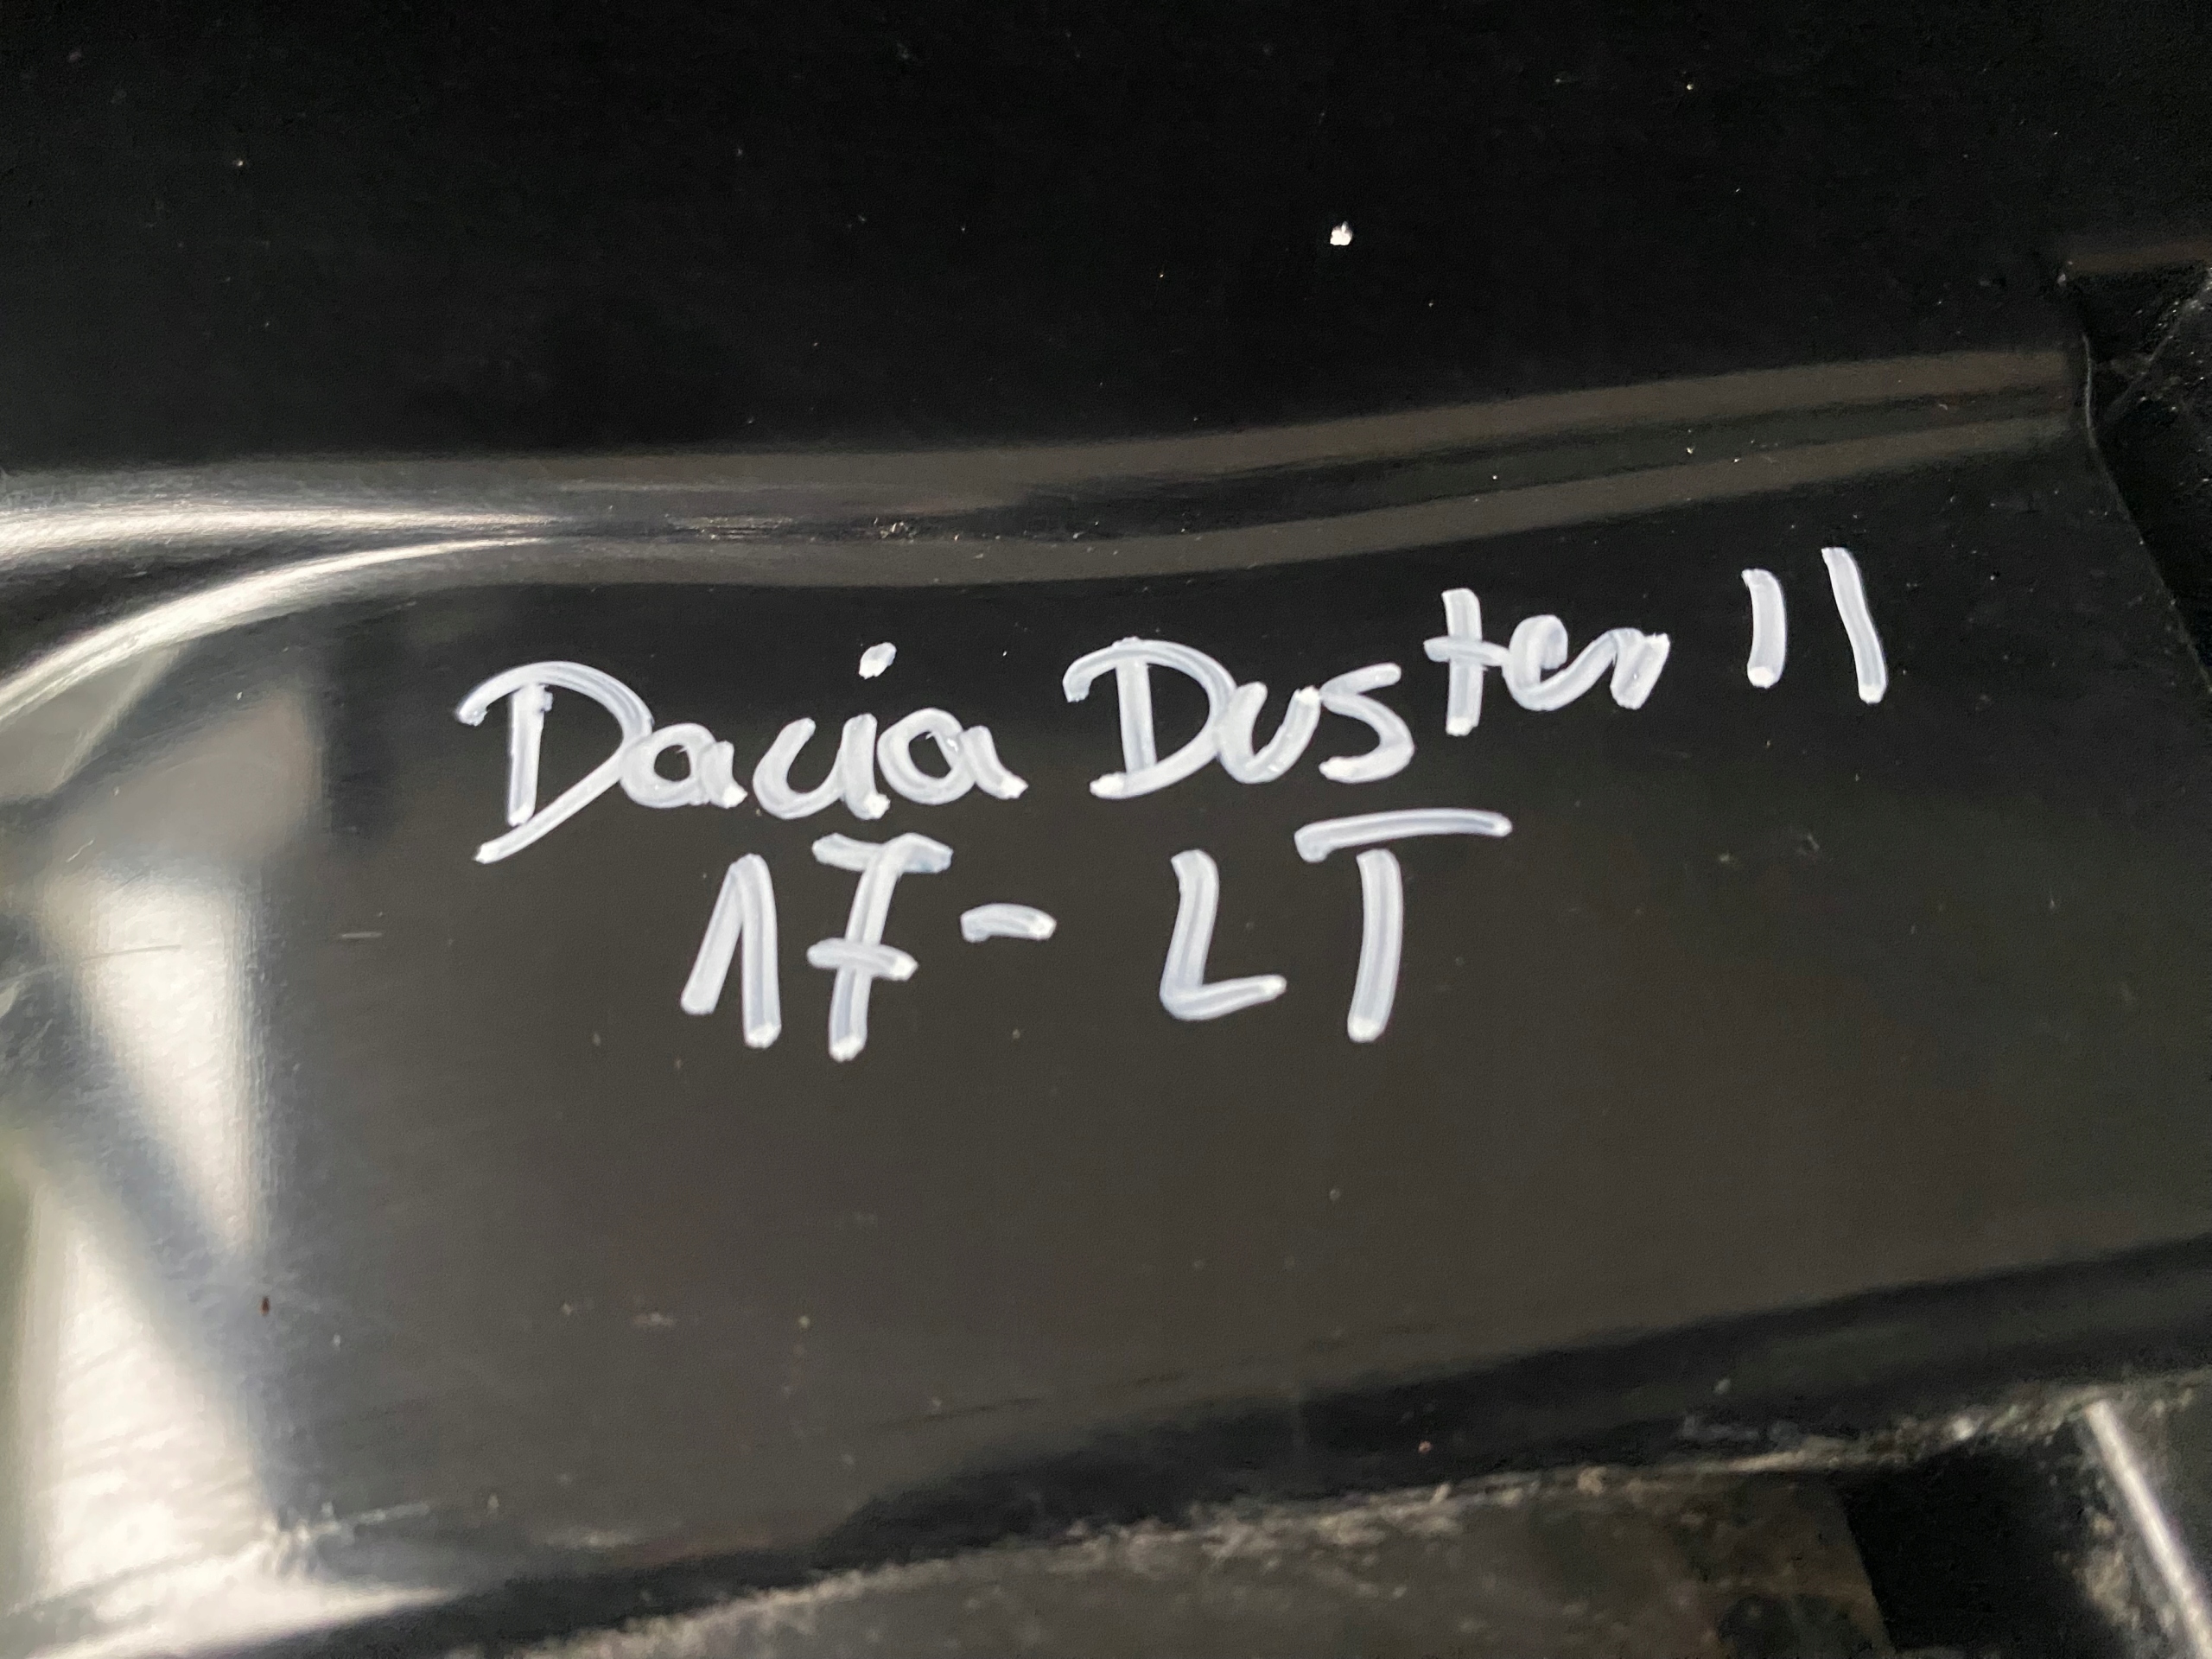 Dacia Duster II
17- LT